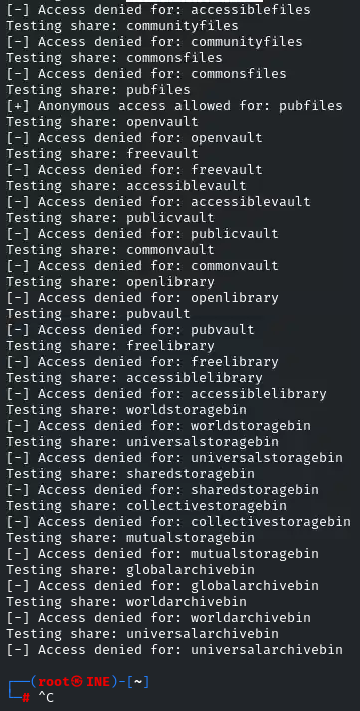 [-] Access denied for: accessiblefiles
Testing share: communityfiles
[-] Access denied for: communityfiles
Testing share: commonsfiles
[-] Access denied for: commonsfiles
Testing share: pubfiles
[+] Anonymous access allowed for: pubfiles
Testing share: openvault
[-] Access denied for: openvault
Testing share: freevault
[-] Access denied for: freevault
Testing share: accessiblevault
[-] Access denied for: accessiblevault
Testing share: publicvault
[-] Access denied for: publicvault
Testing share: commonvault
[-] Access denied for: commonvault
Testing share: openlibrary
[-] Access denied for: openlibrary
Testing share: pubvault
[-] Access denied for: pubvault
Testing share: freelibrary
[-] Access denied for: freelibrary
Testing share: accessiblelibrary
[-] Access denied for: accessiblelibrary
Testing share: worldstoragebin
[-] Access denied for: worldstoragebin
Testing share: universalstoragebin
[-] Access denied for: universalstoragebin
Testing share: sharedstoragebin
[-] Access denied for: sharedstoragebin
Testing share: collectivestoragebin
[-] Access denied for: collectivestoragebin
Testing share: mutualstoragebin
[-] Access denied for: mutualstoragebin
Testing share: globalarchivebin
[-] Access denied for: globalarchivebin
Testing share: worldarchivebin
[-] Access denied for: worldarchivebin
Testing share: universalarchivebin
[-] Access denied for: universalarchivebin
┌──(root㉿INE)-[~]
└─# ^C